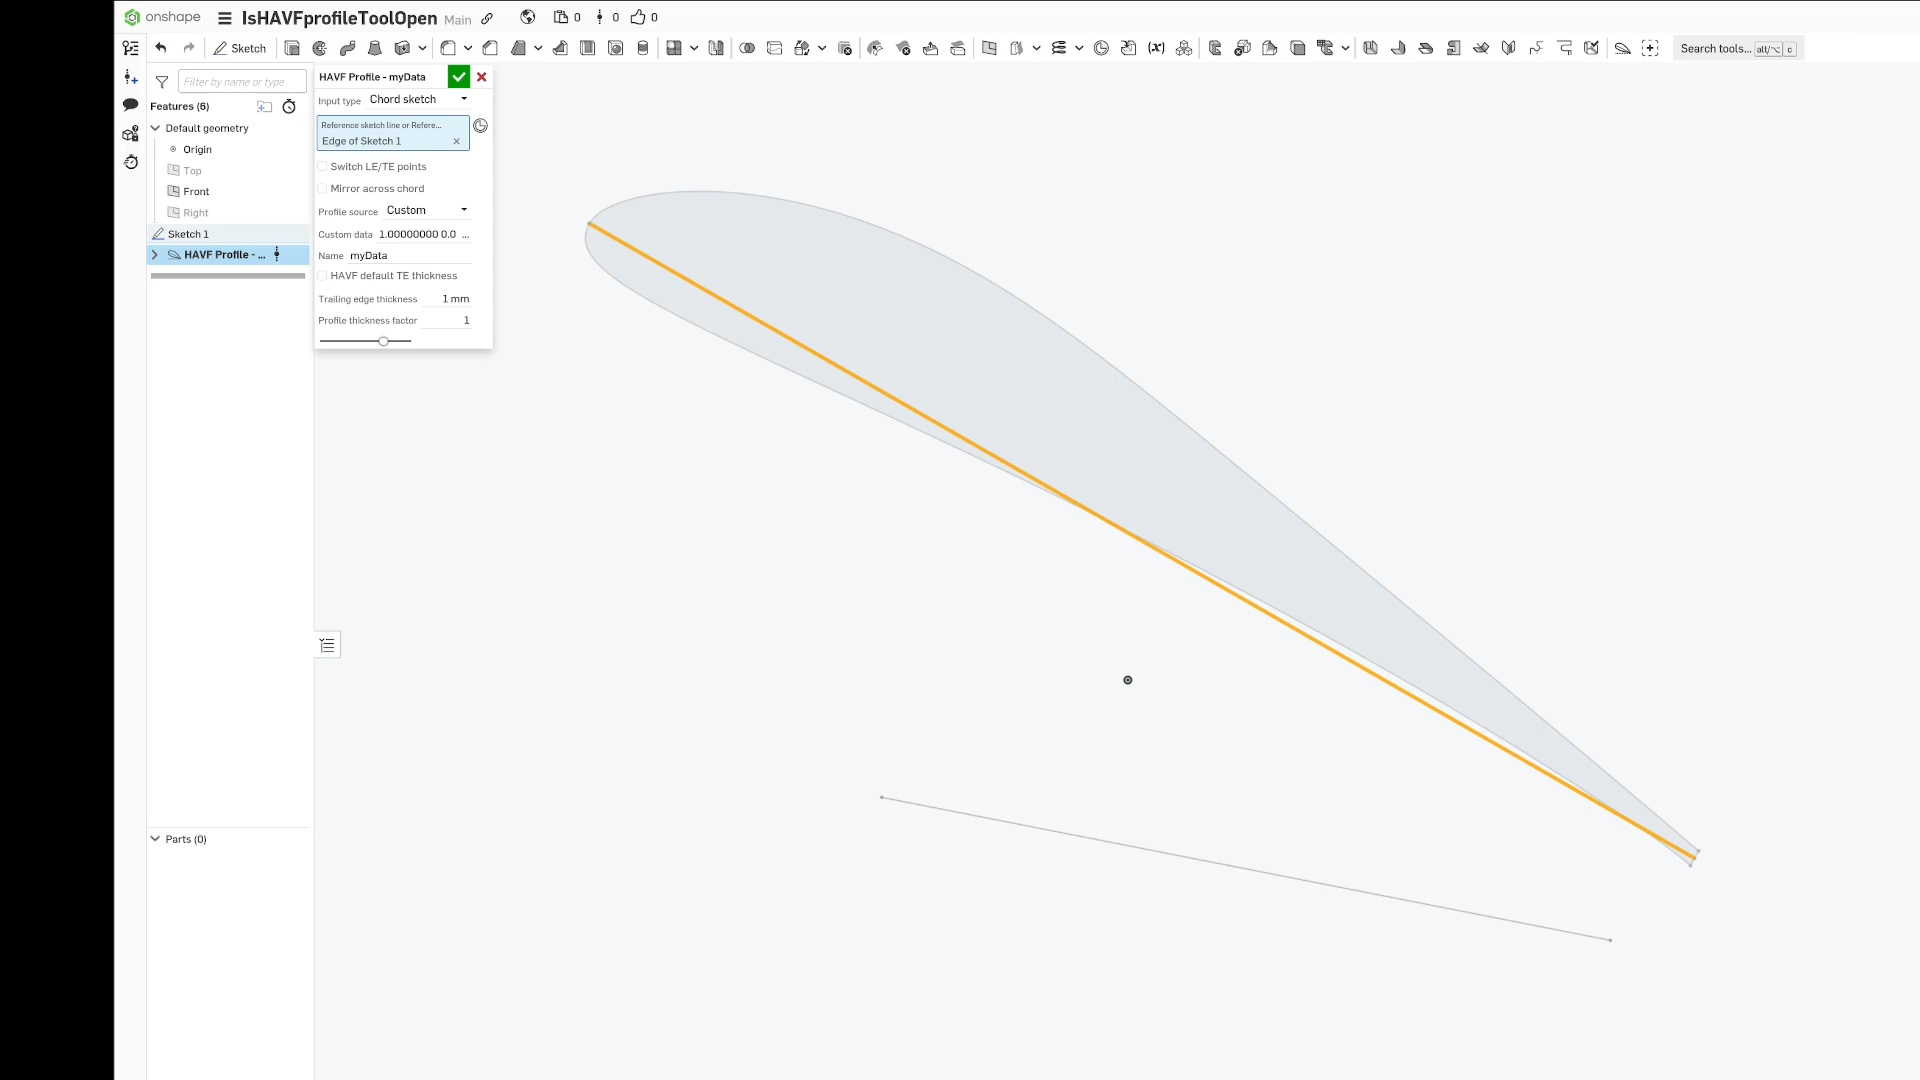 onshape IsHAVFprofileToolOpen Main 0 0 0
Sketch Search tools... alt/⌥ c
Filter by name or type
Features (6)
Default geometry
Origin
Top
Front
Right
Sketch 1
HAVF Profile - ...
Parts (0)
HAVF Profile - myData
Input type Chord sketch
Reference sketch line or Refere...
Edge of Sketch 1
Switch LE/TE points
Mirror across chord
Profile source Custom
Custom data 1.00000000 0.0 ...
Name myData
HAVF default TE thickness
Trailing edge thickness 1 mm
Profile thickness factor 1